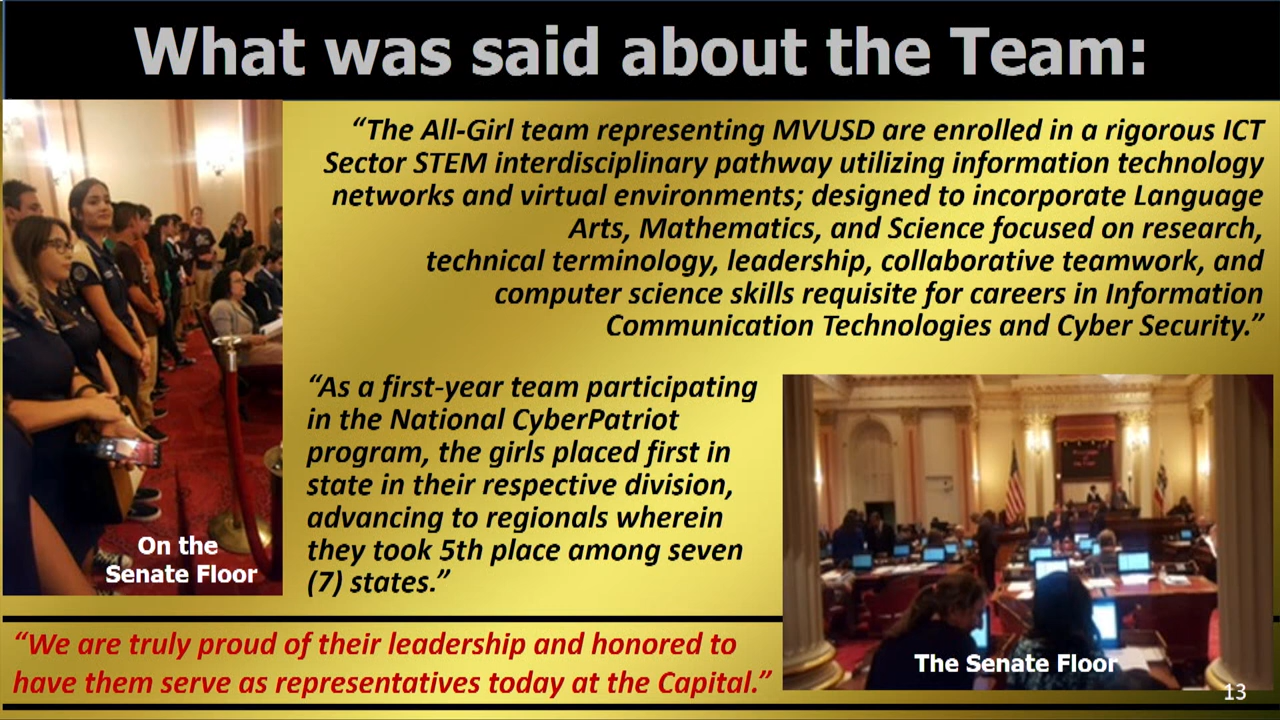 What was said about the Team:
“The All-Girl team representing MVUSD are enrolled in a rigorous ICT
Sector STEM interdisciplinary pathway utilizing information technology
networks and virtual environments; designed to incorporate Language
Arts, Mathematics, and Science focused on research,
technical terminology, leadership, collaborative teamwork, and
computer science skills requisite for careers in Information
Communication Technologies and Cyber Security.”
“As a first-year team participating
in the National CyberPatriot
program, the girls placed first in
state in their respective division,
advancing to regionals wherein
they took 5th place among seven
(7) states.”
On the
Senate Floor
“We are truly proud of their leadership and honored to
have them serve as representatives today at the Capital.”
The Senate Floor
13